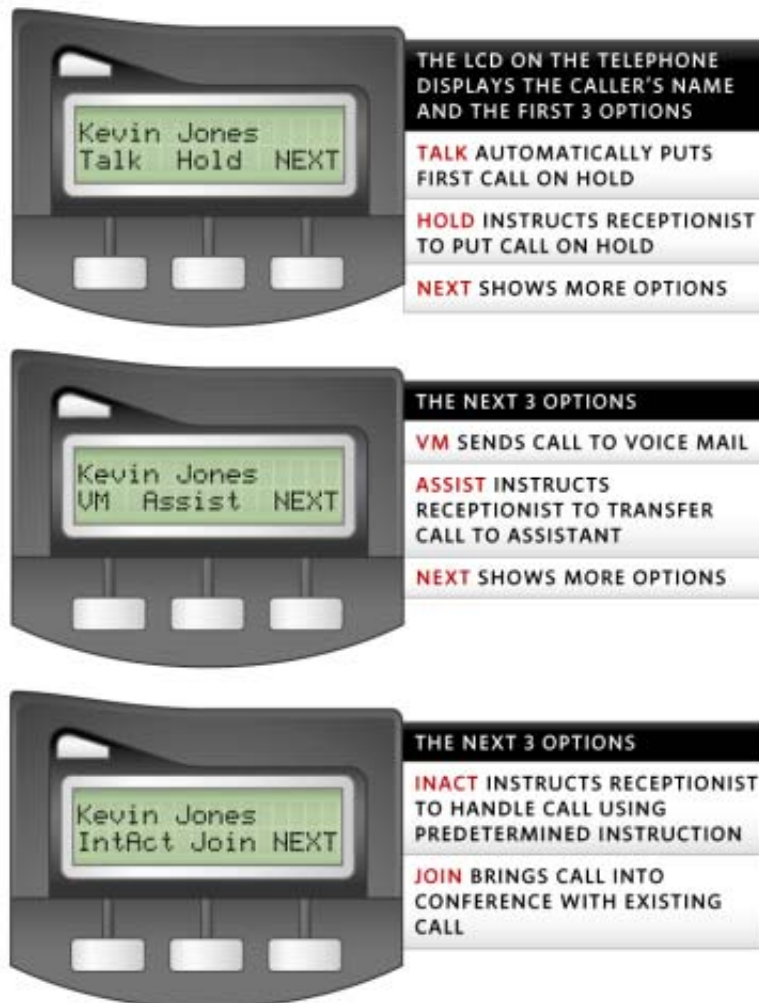 Kevin Jones
Talk Hold NEXT
THE LCD ON THE TELEPHONE
DISPLAYS THE CALLER'S NAME
AND THE FIRST 3 OPTIONS
TALK AUTOMATICALLY PUTS
FIRST CALL ON HOLD
HOLD INSTRUCTS RECEPTIONIST
TO PUT CALL ON HOLD
NEXT SHOWS MORE OPTIONS
Kevin Jones
VM Assist NEXT
THE NEXT 3 OPTIONS
VM SENDS CALL TO VOICE MAIL
ASSIST INSTRUCTS
RECEPTIONIST TO TRANSFER
CALL TO ASSISTANT
NEXT SHOWS MORE OPTIONS
Kevin Jones
IntAct Join NEXT
THE NEXT 3 OPTIONS
INACT INSTRUCTS RECEPTIONIST
TO HANDLE CALL USING
PREDETERMINED INSTRUCTION
JOIN BRINGS CALL INTO
CONFERENCE WITH EXISTING
CALL